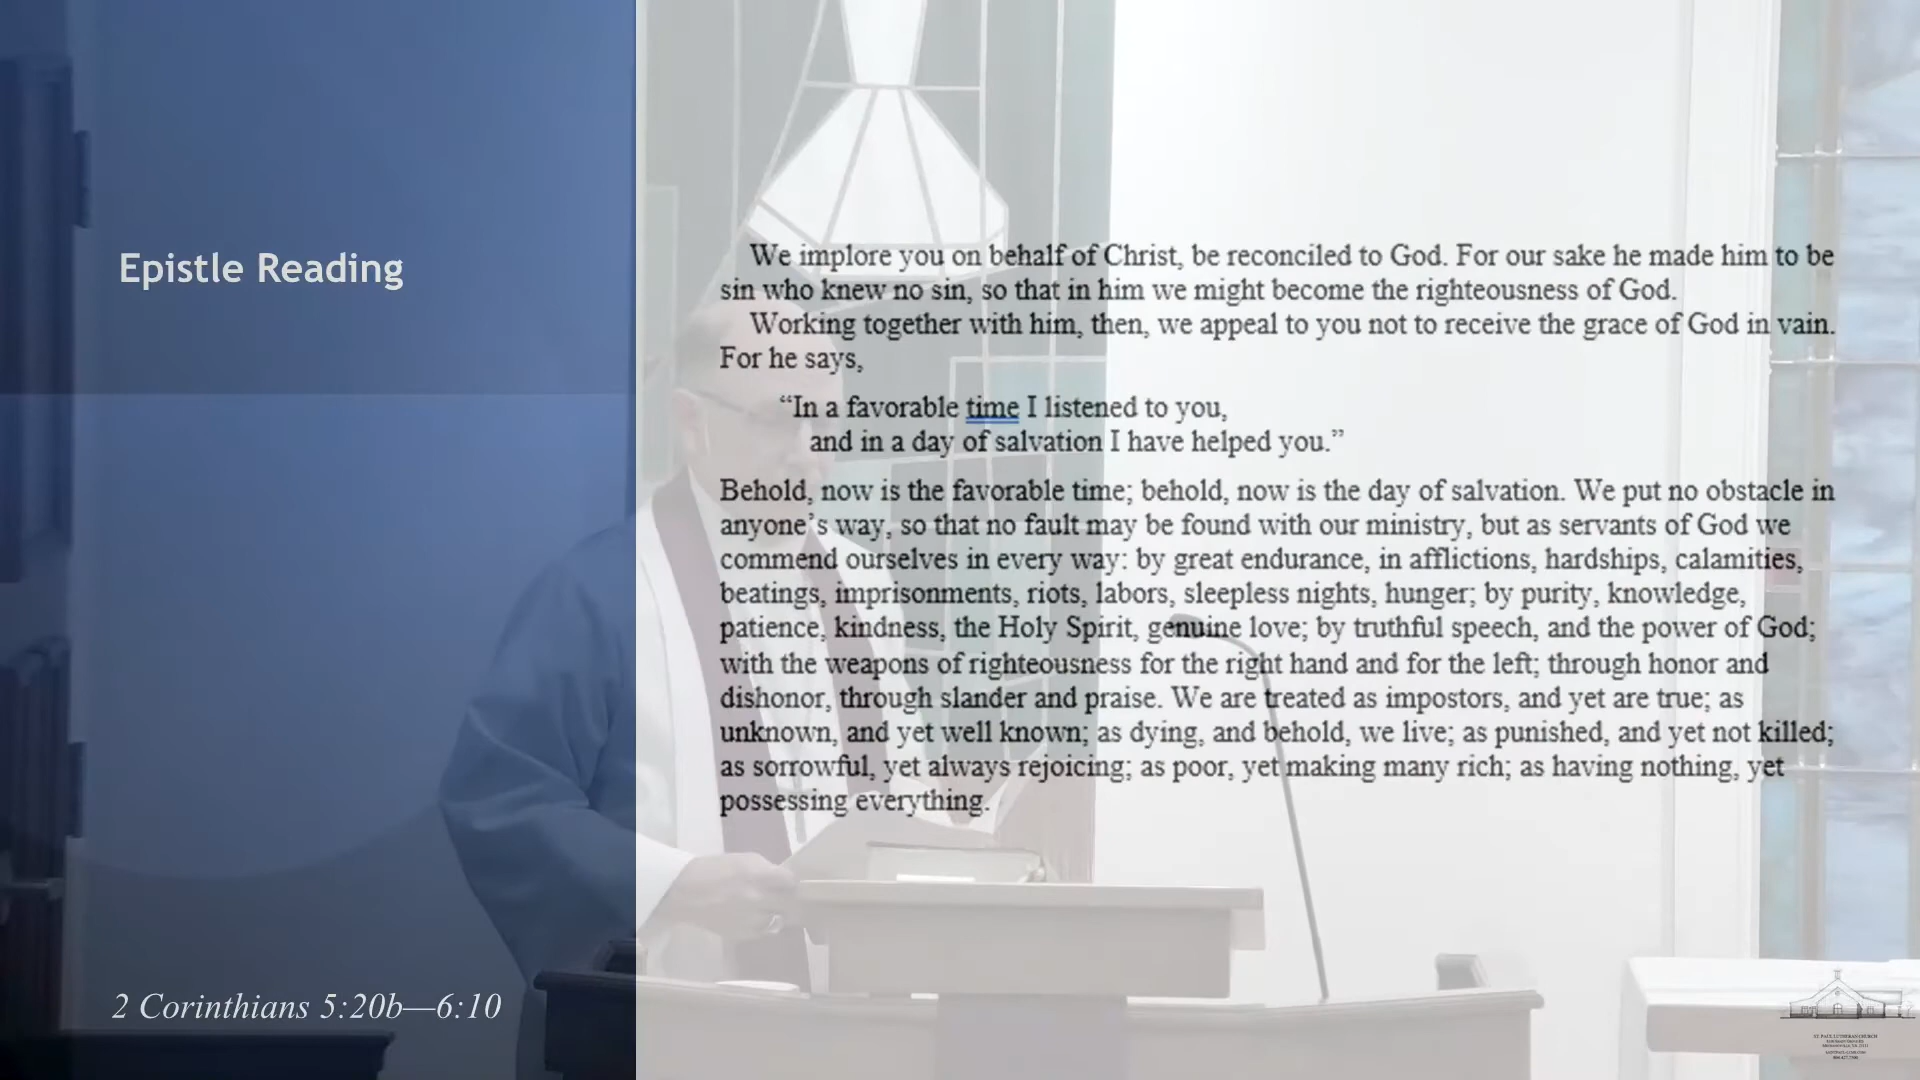 Epistle Reading
We implore you on behalf of Christ, be reconciled to God. For our sake he made him to be
sin who knew no sin, so that in him we might become the righteousness of God.
Working together with him, then, we appeal to you not to receive the grace of God in vain.
For he says,
“In a favorable time I listened to you,
and in a day of salvation I have helped you.”
Behold, now is the favorable time; behold, now is the day of salvation. We put no obstacle in
anyone’s way, so that no fault may be found with our ministry, but as servants of God we
commend ourselves in every way: by great endurance, in afflictions, hardships, calamities,
beatings, imprisonments, riots, labors, sleepless nights, hunger; by purity, knowledge,
patience, kindness, the Holy Spirit, genuine love; by truthful speech, and the power of God;
with the weapons of righteousness for the right hand and for the left; through honor and
dishonor, through slander and praise. We are treated as impostors, and yet are true; as
unknown, and yet well known; as dying, and behold, we live; as punished, and yet not killed;
as sorrowful, yet always rejoicing; as poor, yet making many rich; as having nothing, yet
possessing everything.
2 Corinthians 5:20b—6:10
ST. PAUL LUTHERAN CHURCH